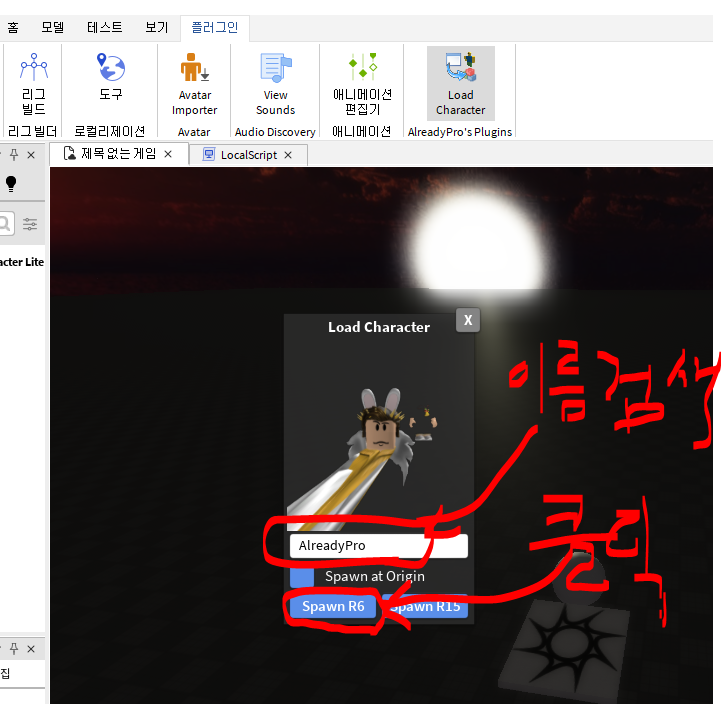 홈 모델 테스트 보기 플러그인
리그 빌드
도구
Avatar Importer
View Sounds
애니메이션 편집기
Load Character
리그 빌더 로컬리제이션 Avatar Audio Discovery 애니메이션 AlreadyPro's Plugins
제목 없는 게임 × LocalScript ×
acter Lite
Load Character X
이름검색
AlreadyPro
클릭
Spawn at Origin
Spawn R6 Spawn R15
집